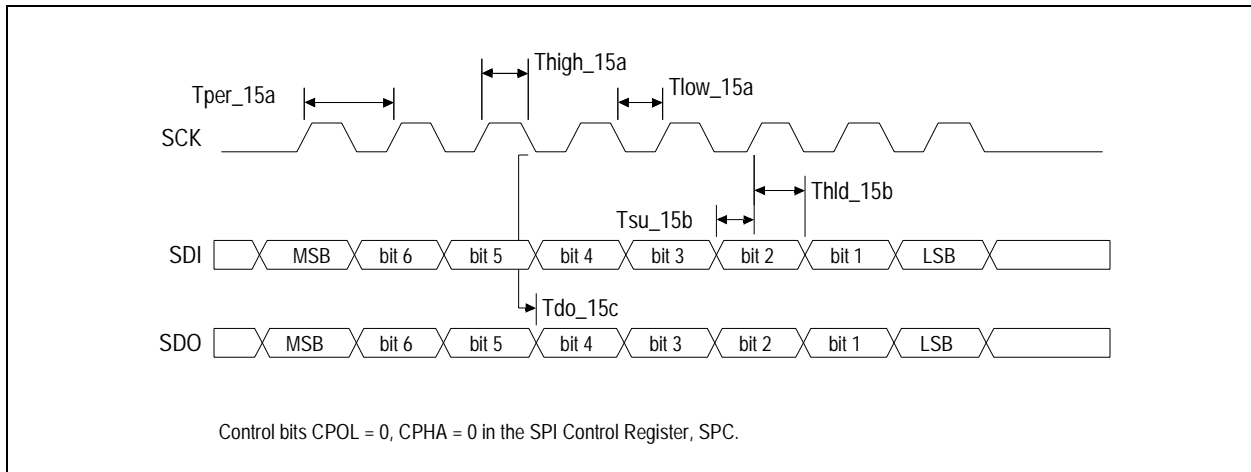 Thigh_15a
Tper_15a
Tlow_15a
SCK
Thld_15b
Tsu_15b
SDI MSB bit 6 bit 5 bit 4 bit 3 bit 2 bit 1 LSB
Tdo_15c
SDO MSB bit 6 bit 5 bit 4 bit 3 bit 2 bit 1 LSB
Control bits CPOL = 0, CPHA = 0 in the SPI Control Register, SPC.